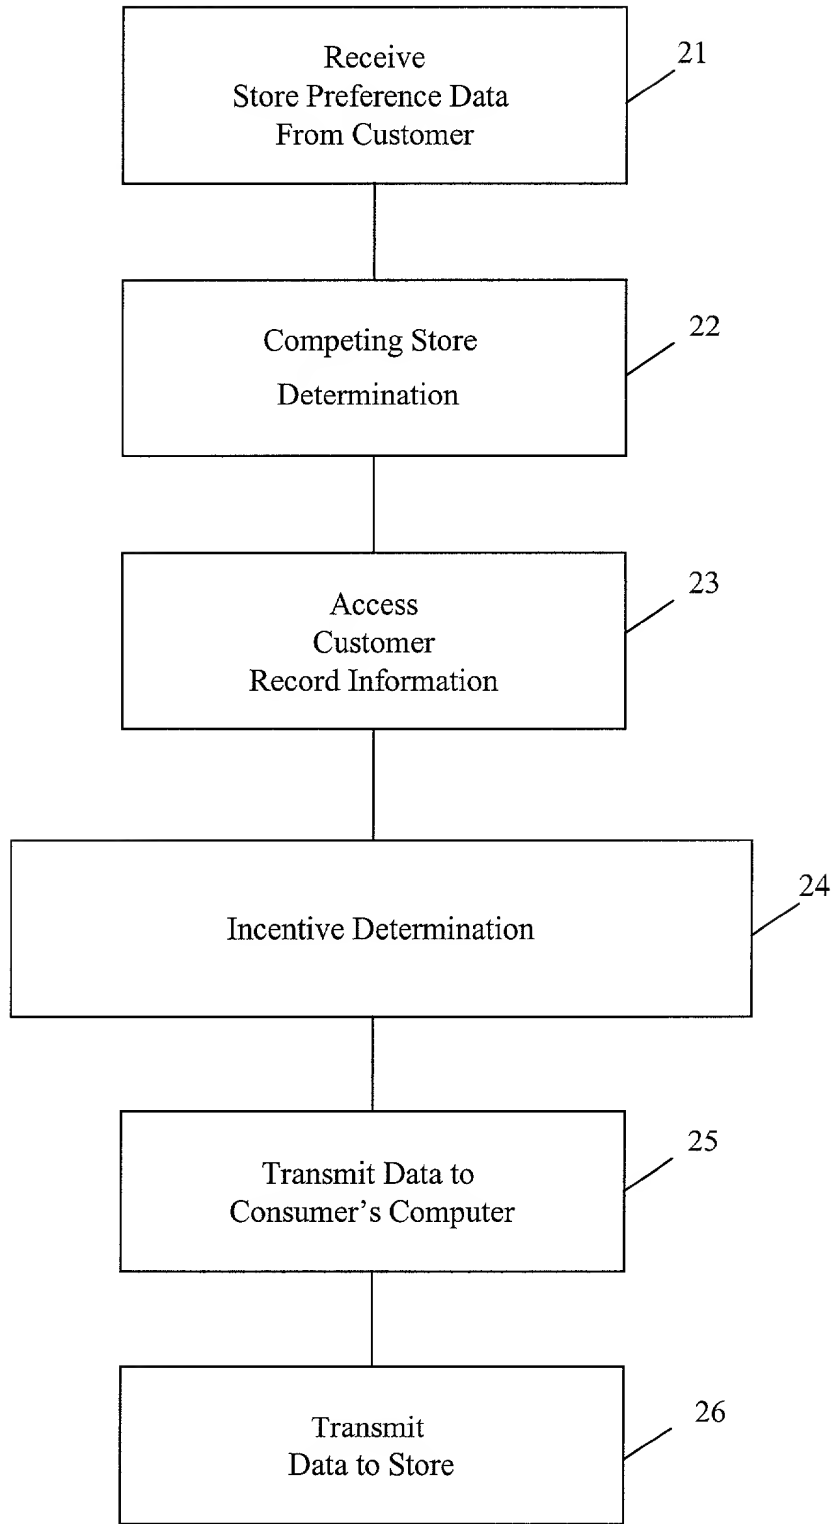 Receive
Store Preference Data
From Customer
21
Competing Store
Determination
22
Access
Customer
Record Information
23
Incentive Determination
24
Transmit Data to
Consumer’s Computer
25
Transmit
Data to Store
26